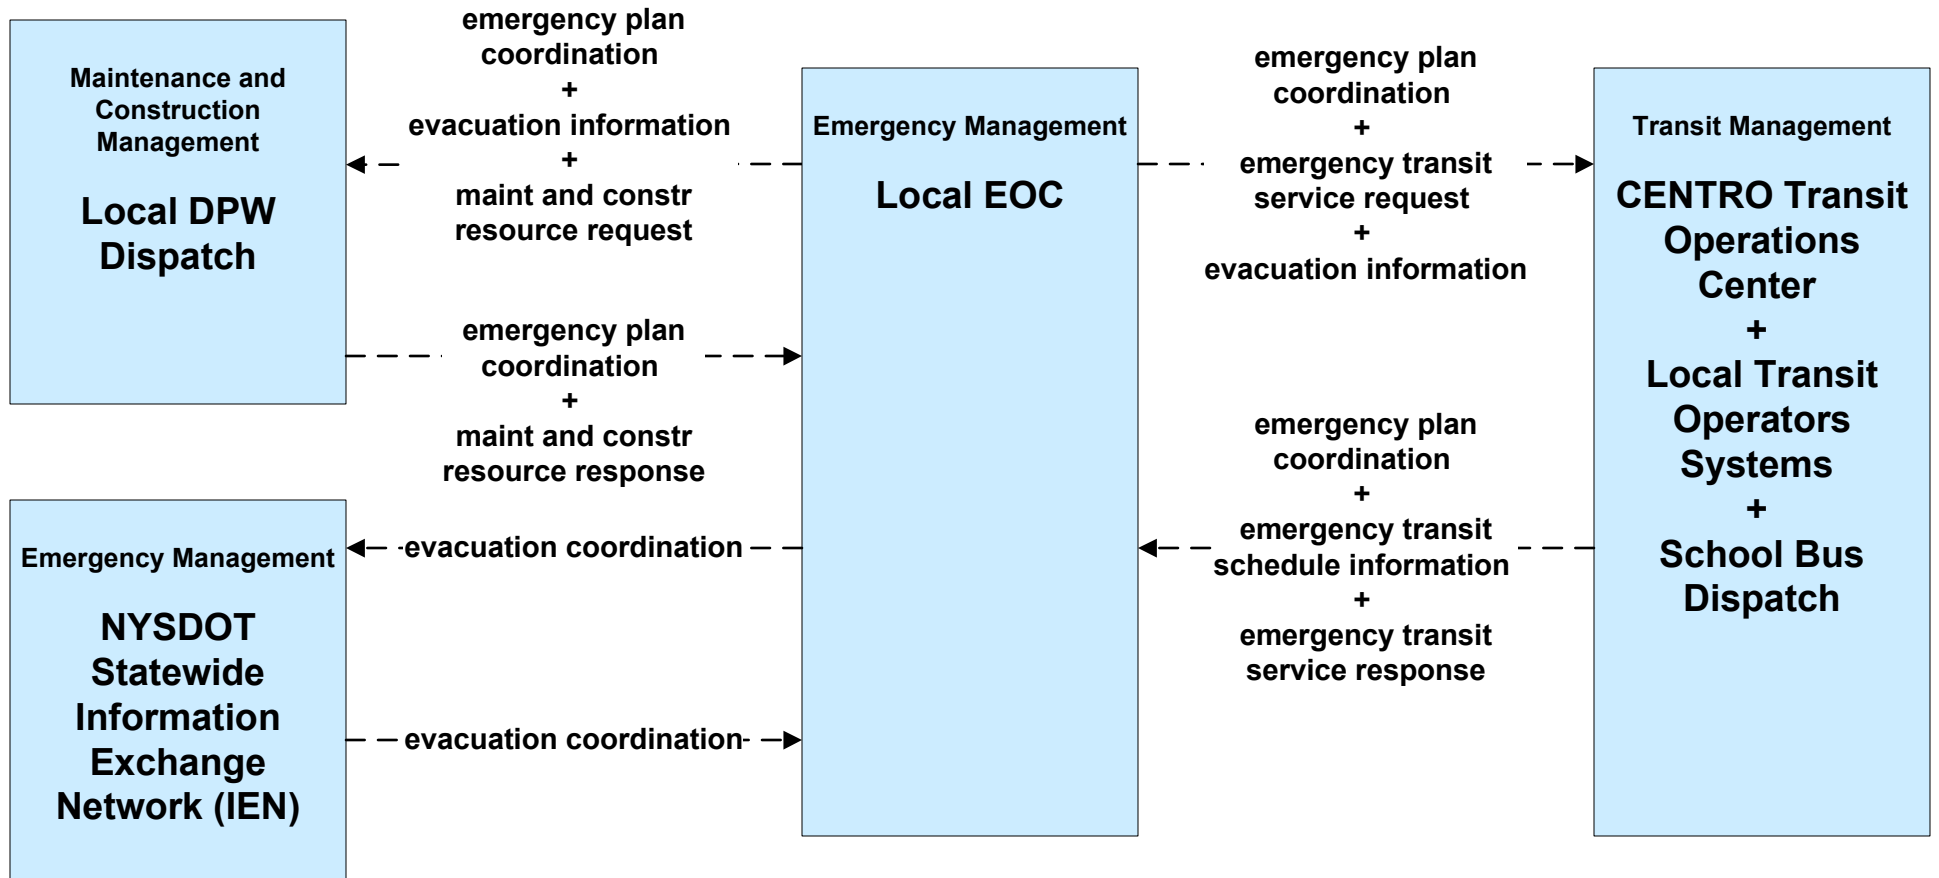 Maintenance and
Construction
Management
Local DPW
Dispatch
emergency plan
coordination
+
evacuation information
+
maint and constr
resource request
emergency plan
coordination
+
maint and constr
resource response
Emergency Management
NYSDOT
Statewide
Information
Exchange
Network (IEN)
evacuation coordination
evacuation coordination
Emergency Management
Local EOC
emergency plan
coordination
+
emergency transit
service request
+
evacuation information
emergency plan
coordination
+
emergency transit
schedule information
+
emergency transit
service response
Transit Management
CENTRO Transit
Operations
Center
+
Local Transit
Operators
Systems
+
School Bus
Dispatch